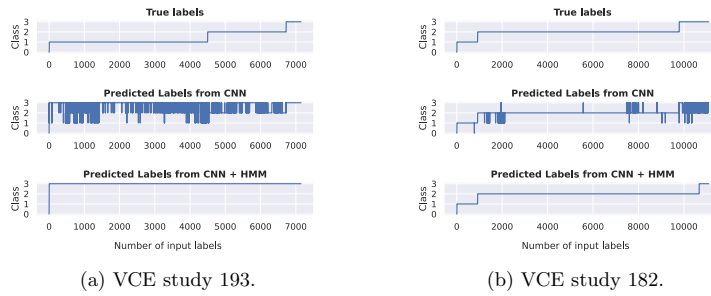 True labels
Class
3
2
1
0
0 1000 2000 3000 4000 5000 6000 7000
Predicted Labels from CNN
Class
3
2
1
0
0 1000 2000 3000 4000 5000 6000 7000
Predicted Labels from CNN + HMM
Class
3
2
1
0
0 1000 2000 3000 4000 5000 6000 7000
Number of input labels
(a) VCE study 193.
True labels
Class
3
2
1
0
0 2000 4000 6000 8000 10000
Predicted Labels from CNN
Class
3
2
1
0
0 2000 4000 6000 8000 10000
Predicted Labels from CNN + HMM
Class
3
2
1
0
0 2000 4000 6000 8000 10000
Number of input labels
(b) VCE study 182.